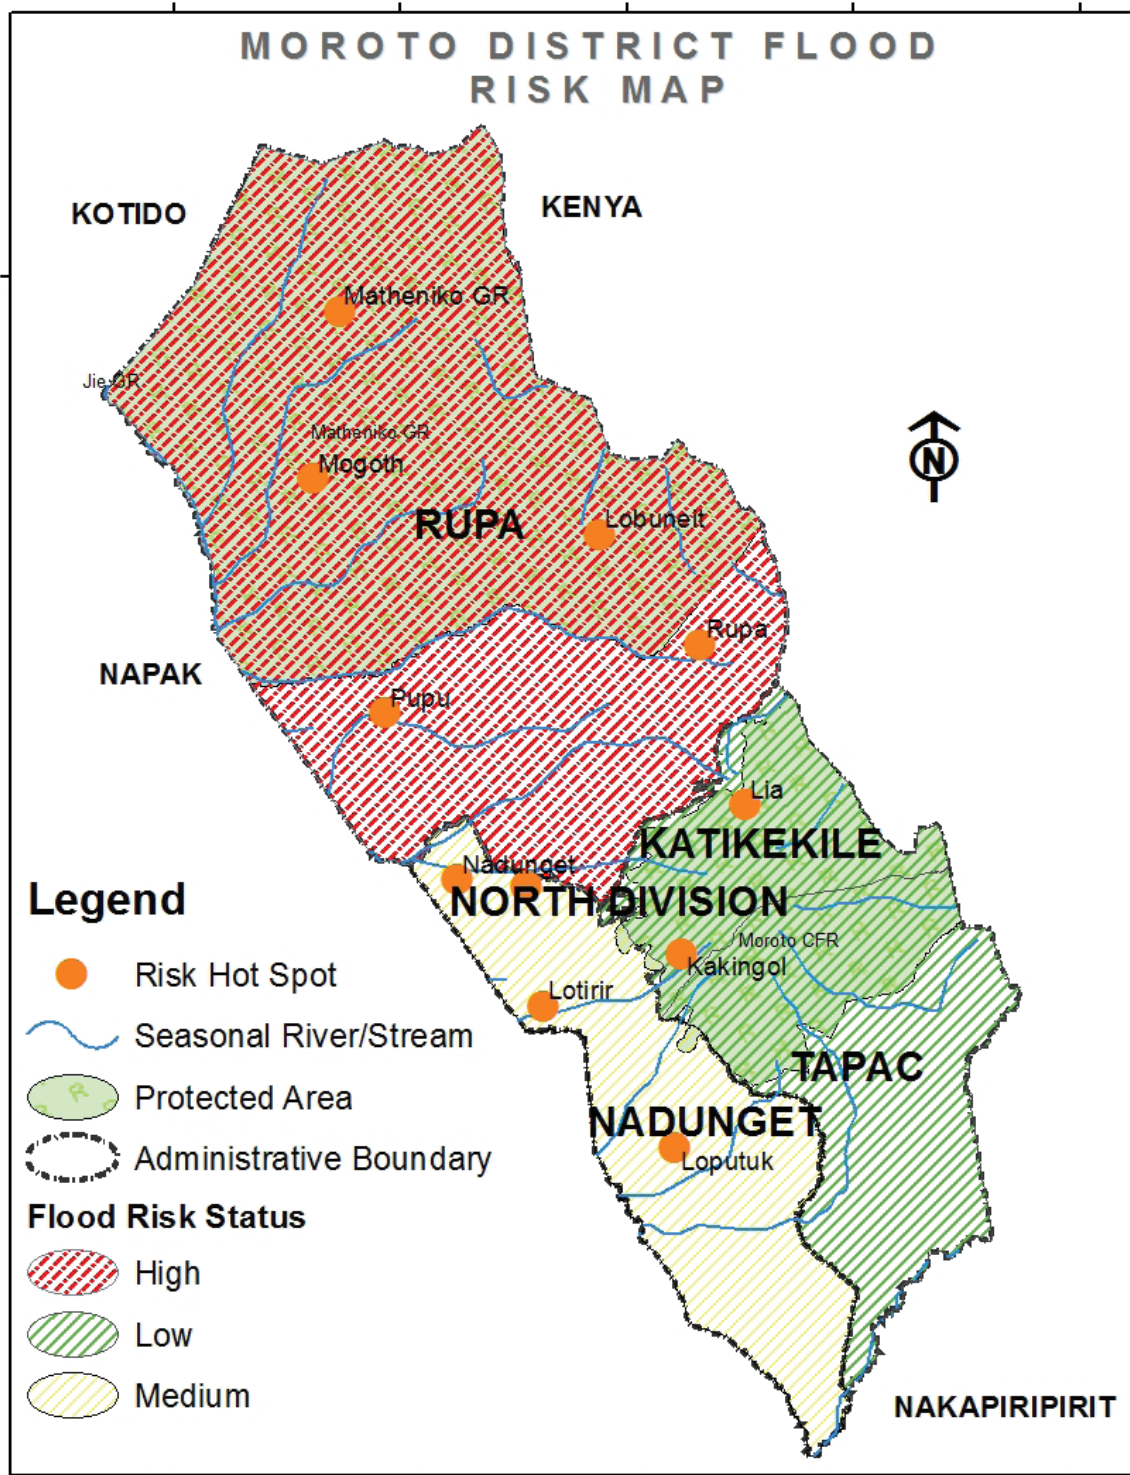 MOROTO DISTRICT FLOOD
RISK MAP
KOTIDO
KENYA
Matheniko GR
Jie GR
Matheniko GR
Mogoth
RUPA
Lobuneit
Rupa
NAPAK
Pupu
Lia
KATIKEKILE
Nadunget
NORTH DIVISION
Moroto CFR
Kakingol
Lotirir
TAPAC
NADUNGET
Loputuk
NAKAPIRIPIRIT
N
Legend
Risk Hot Spot
Seasonal River/Stream
R
Protected Area
Administrative Boundary
Flood Risk Status
High
Low
Medium